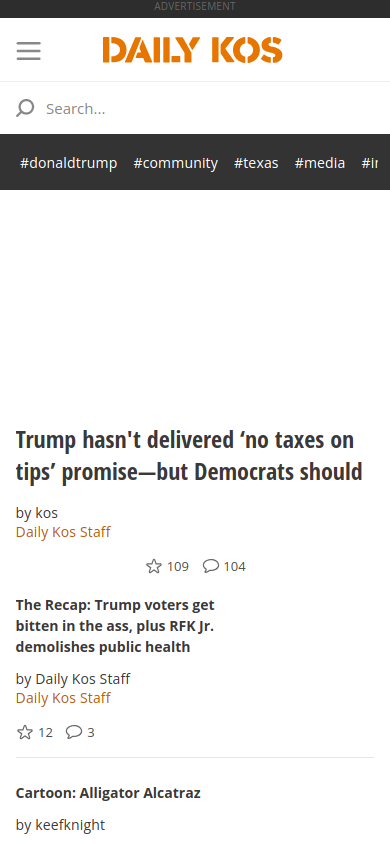 ADVERTISEMENT
DAILY KOS
Search...
#donaldtrump #community #texas #media
Trump hasn't delivered ‘no taxes on
tips’ promise—but Democrats should
by kos
Daily Kos Staff
109 104
The Recap: Trump voters get
bitten in the ass, plus RFK Jr.
demolishes public health
by Daily Kos Staff
Daily Kos Staff
12 3
Cartoon: Alligator Alcatraz
by keefknight